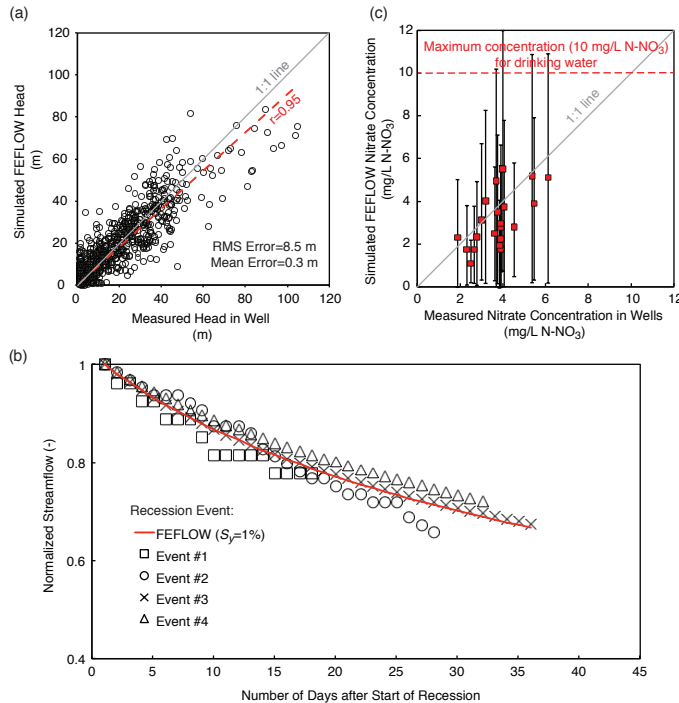 (a)
120
100
80
60
40
20
0
Simulated FEFLOW Head
(m)
1:1 line
r=0.95
RMS Error=8.5 m
Mean Error=0.3 m
0 20 40 60 80 100 120
Measured Head in Well
(m)
(c)
12
10
8
6
4
2
0
Simulated FEFLOW Nitrate Concentration
(mg/L N-NO₃)
Maximum concentration (10 mg/L N-NO₃)
for drinking water
1:1 line
0 2 4 6 8 10 12
Measured Nitrate Concentration in Wells
(mg/L N-NO₃)
(b)
1
0.8
0.6
0.4
Normalized Streamflow (-)
Recession Event:
FEFLOW (Sy=1%)
Event #1
Event #2
Event #3
Event #4
0 5 10 15 20 25 30 35 40 45
Number of Days after Start of Recession